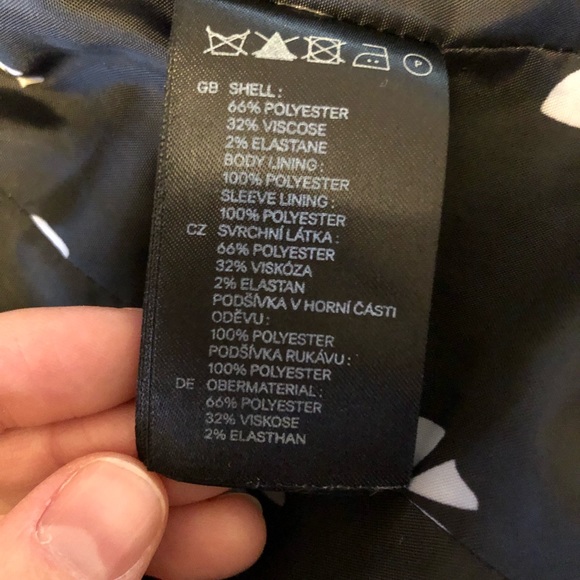 P
GB SHELL :
66% POLYESTER
32% VISCOSE
2% ELASTANE
BODY LINING :
100% POLYESTER
SLEEVE LINING :
100% POLYESTER
CZ SVRCHNÍ LÁTKA :
66% POLYESTER
32% VISKÓZA
2% ELASTAN
PODŠÍVKA V HORNÍ ČÁSTI
ODĚVU :
100% POLYESTER
PODŠÍVKA RUKÁVU :
100% POLYESTER
DE OBERMATERIAL :
66% POLYESTER
32% VISKOSE
2% ELASTHAN